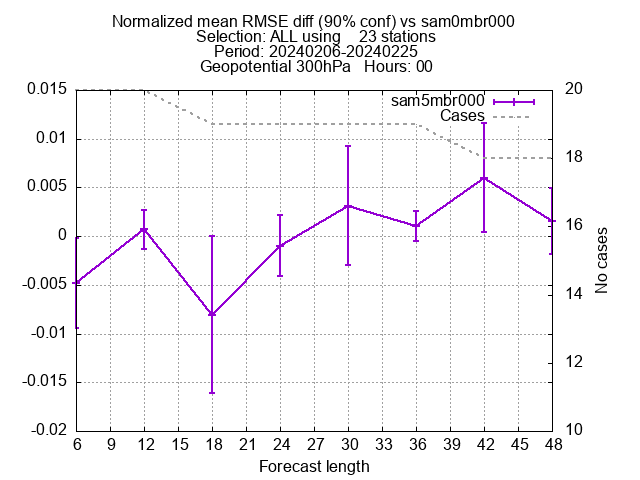 Normalized mean RMSE diff (90% conf) vs sam0mbr000
Selection: ALL using    23 stations
Period: 20240206-20240225
Geopotential 300hPa   Hours: 00
sam5mbr000
Cases
0.015
0.01
0.005
0
-0.005
-0.01
-0.015
-0.02
20
18
16
14
12
10
No cases
6 9 12 15 18 21 24 27 30 33 36 39 42 45 48
Forecast length